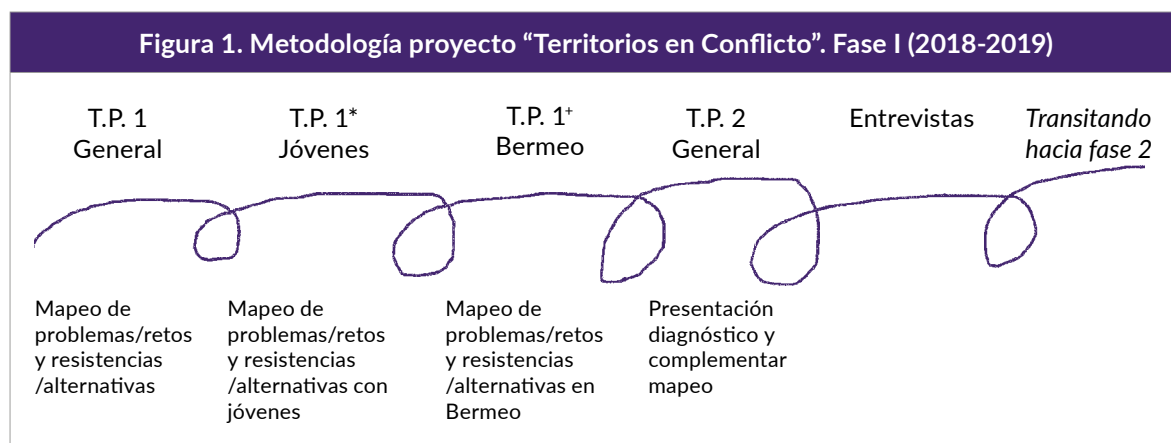 Figura 1. Metodología proyecto “Territorios en Conflicto”. Fase I (2018-2019)
T.P. 1
General
T.P. 1*
Jóvenes
T.P. 1⁺
Bermeo
T.P. 2
General
Entrevistas
Transitando
hacia fase 2
Mapeo de
problemas/retos
y resistencias
/alternativas
Mapeo de
problemas/retos
y resistencias
/alternativas con
jóvenes
Mapeo de
problemas/retos
y resistencias
/alternativas en
Bermeo
Presentación
diagnóstico y
complementar
mapeo